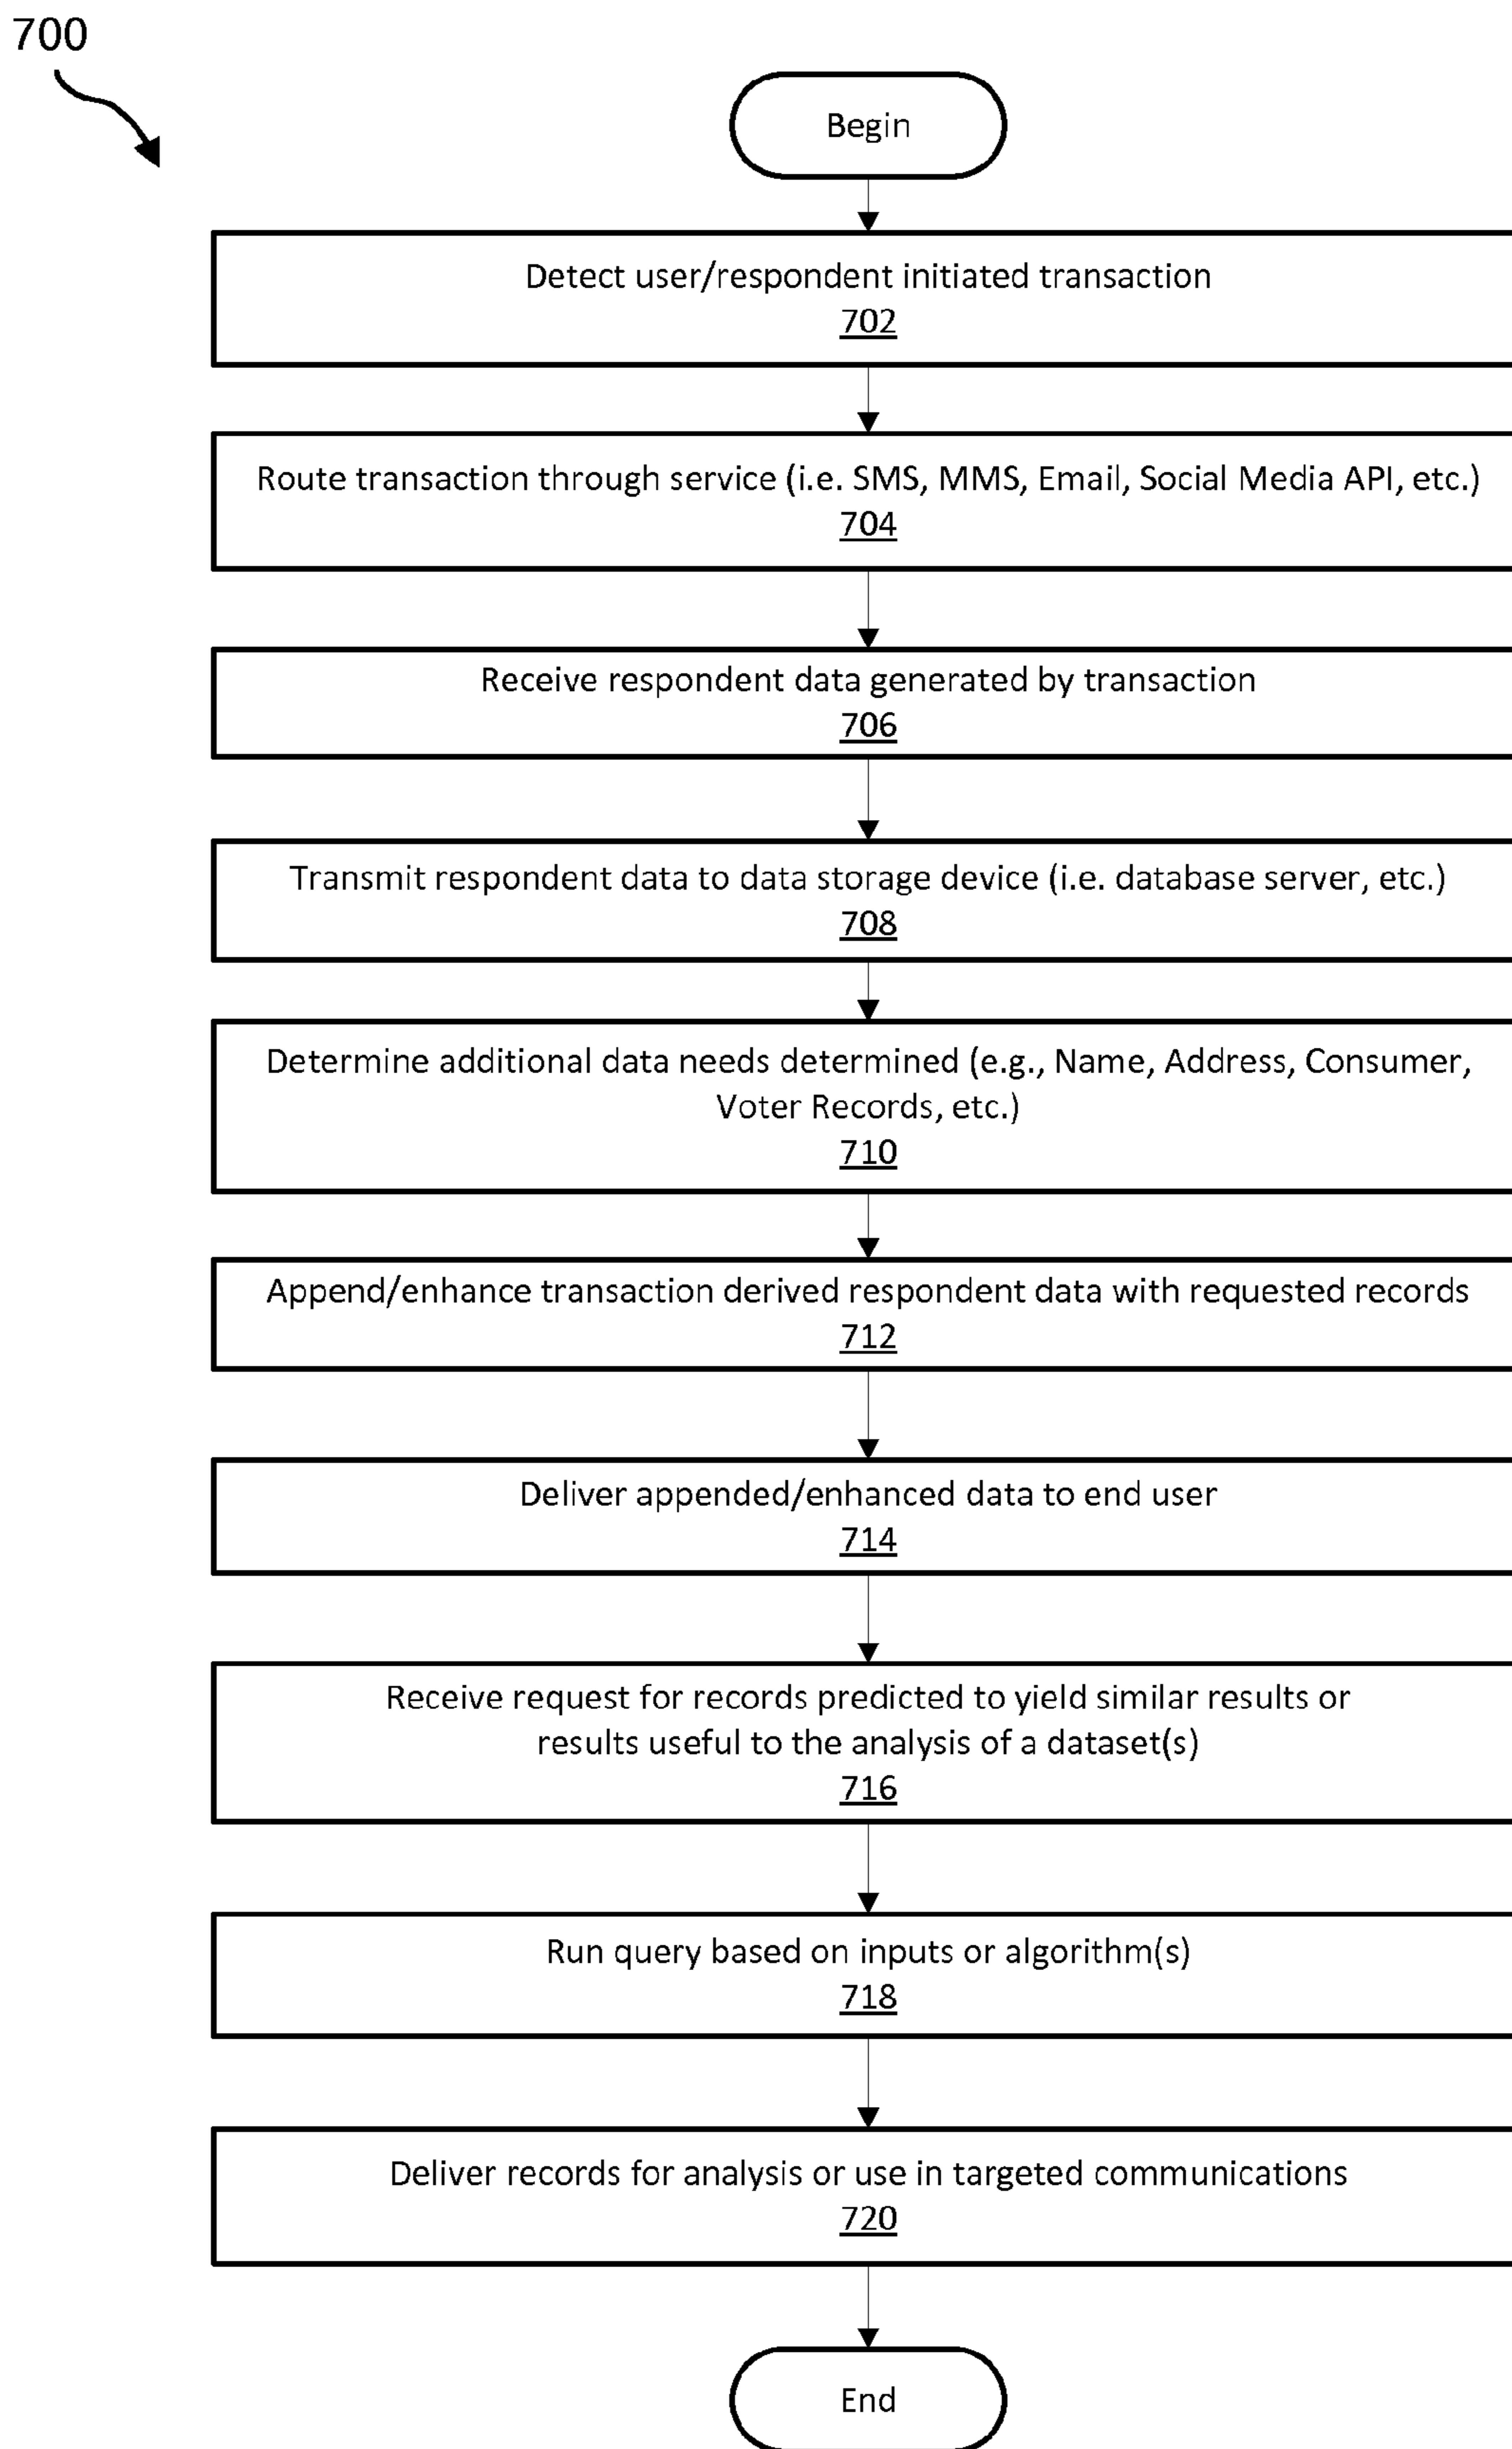 700
Begin
Detect user/respondent initiated transaction
702
Route transaction through service (i.e. SMS, MMS, Email, Social Media API, etc.)
704
Receive respondent data generated by transaction
706
Transmit respondent data to data storage device (i.e. database server, etc.)
708
Determine additional data needs determined (e.g., Name, Address, Consumer,
Voter Records, etc.)
710
Append/enhance transaction derived respondent data with requested records
712
Deliver appended/enhanced data to end user
714
Receive request for records predicted to yield similar results or
results useful to the analysis of a dataset(s)
716
Run query based on inputs or algorithm(s)
718
Deliver records for analysis or use in targeted communications
720
End